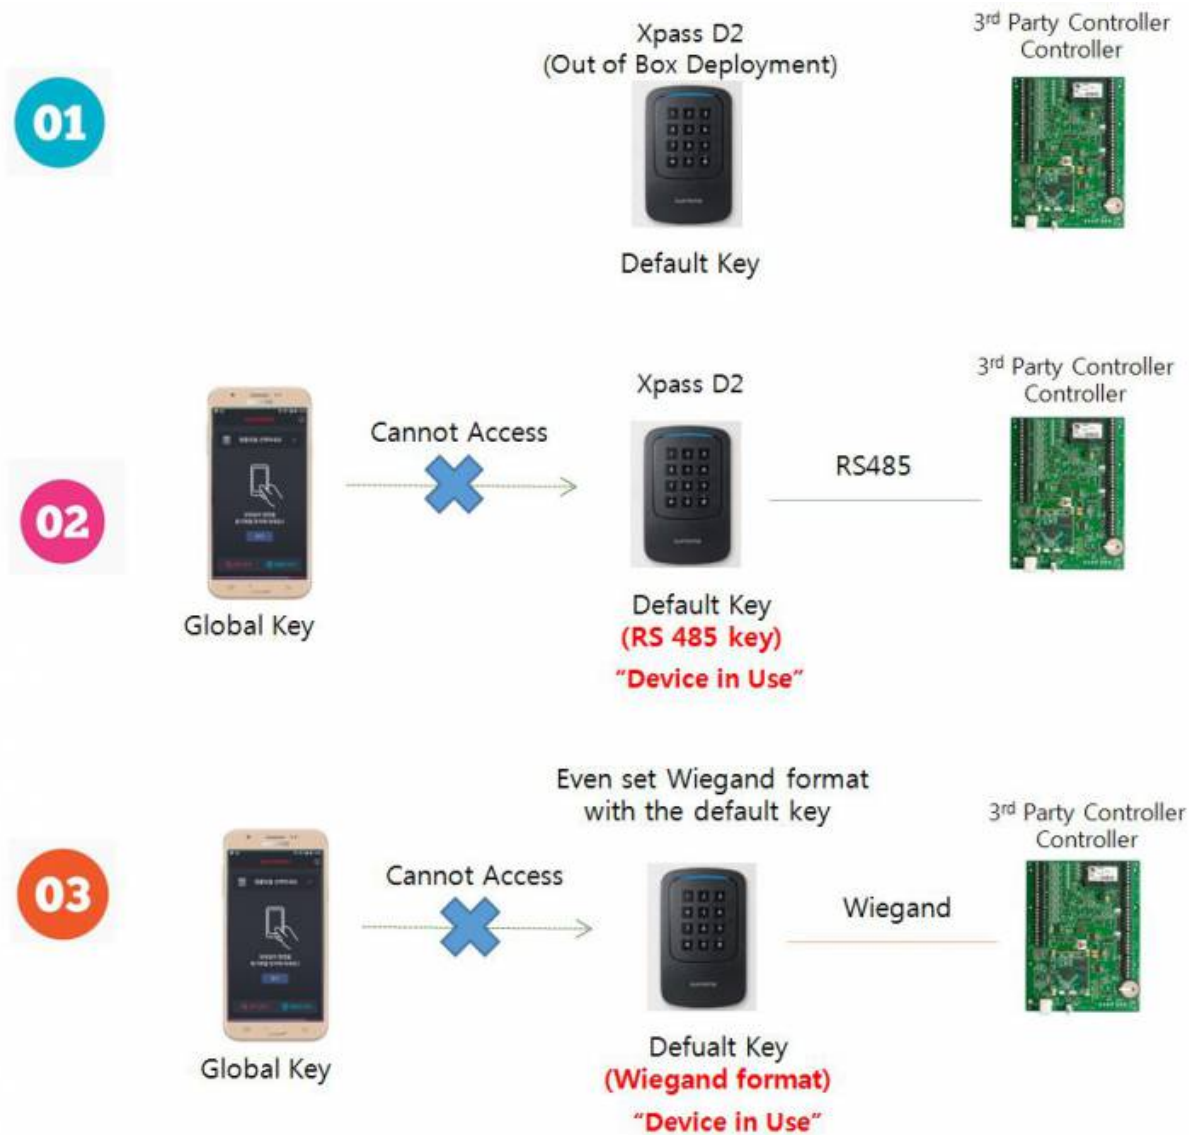 01
Xpass D2
(Out of Box Deployment)
3rd Party Controller
Controller
Default Key
02
Cannot Access
Xpass D2
RS485
3rd Party Controller
Controller
Global Key
Default Key
(RS 485 key)
“Device in Use”
03
Even set Wiegand format
with the default key
3rd Party Controller
Controller
Cannot Access
Wiegand
Global Key
Defualt Key
(Wiegand format)
“Device in Use”